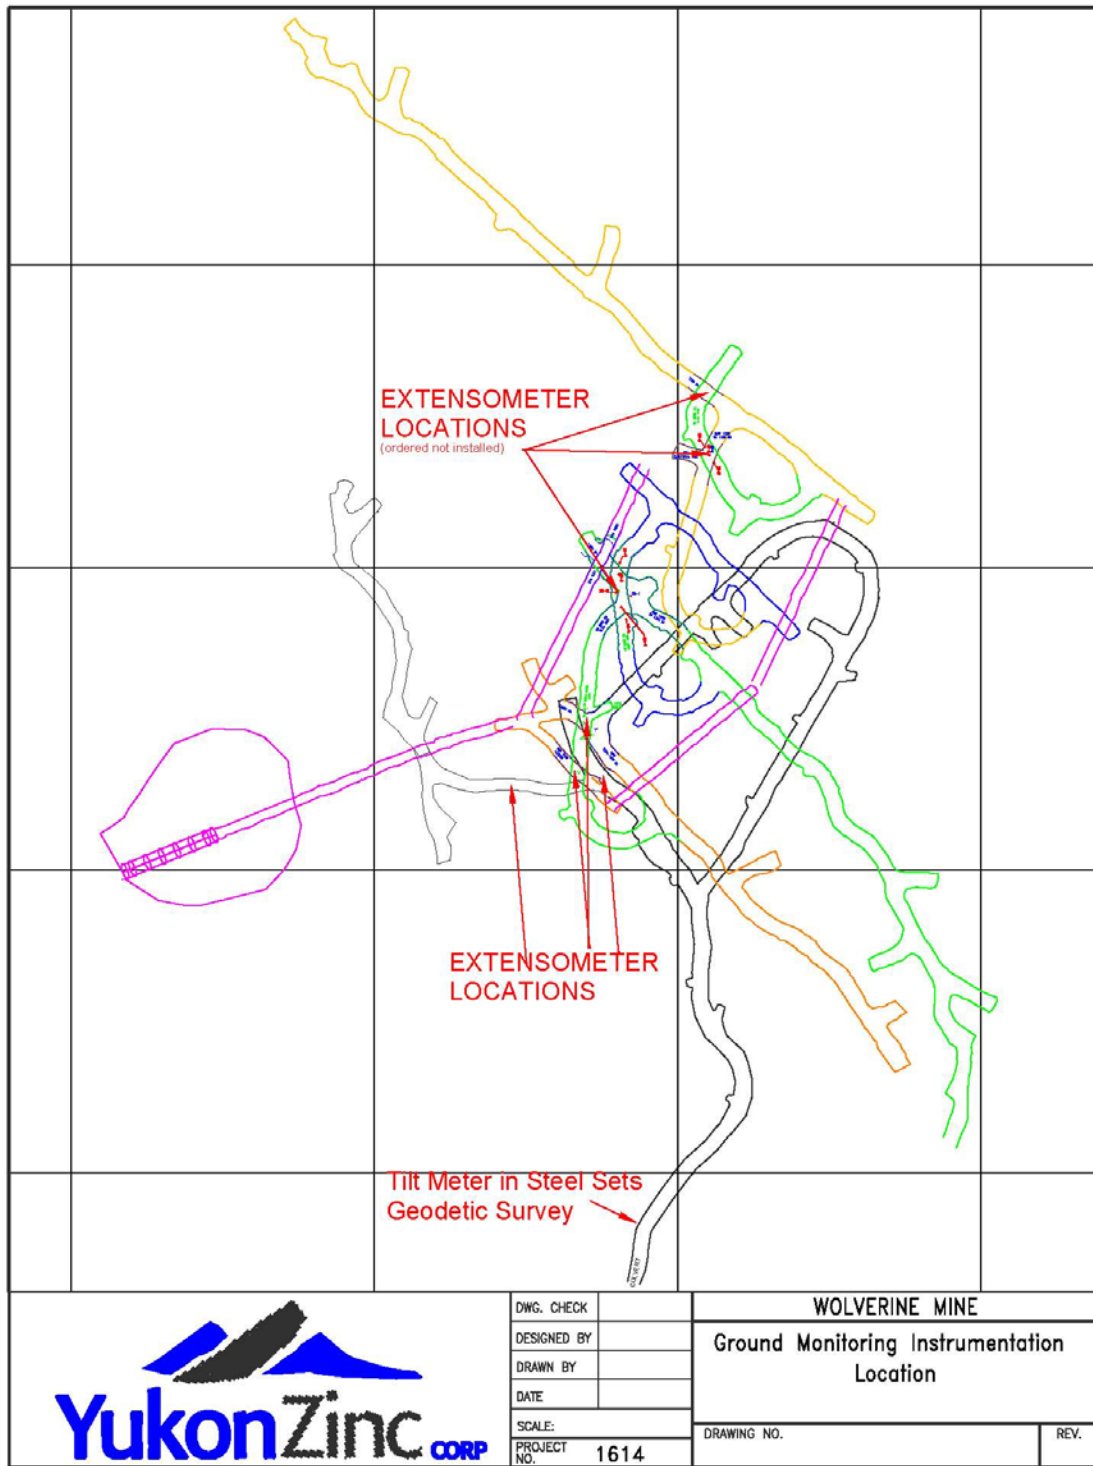 EXTENSOMETER
LOCATIONS
(ordered not installed)
EXTENSOMETER
LOCATIONS
Tilt Meter in Steel Sets
Geodetic Survey
CULVERT
YukonZinc CORP
DWG. CHECK
DESIGNED BY
DRAWN BY
DATE
SCALE:
PROJECT
NO. 1614
WOLVERINE MINE
Ground Monitoring Instrumentation
Location
DRAWING NO.
REV.